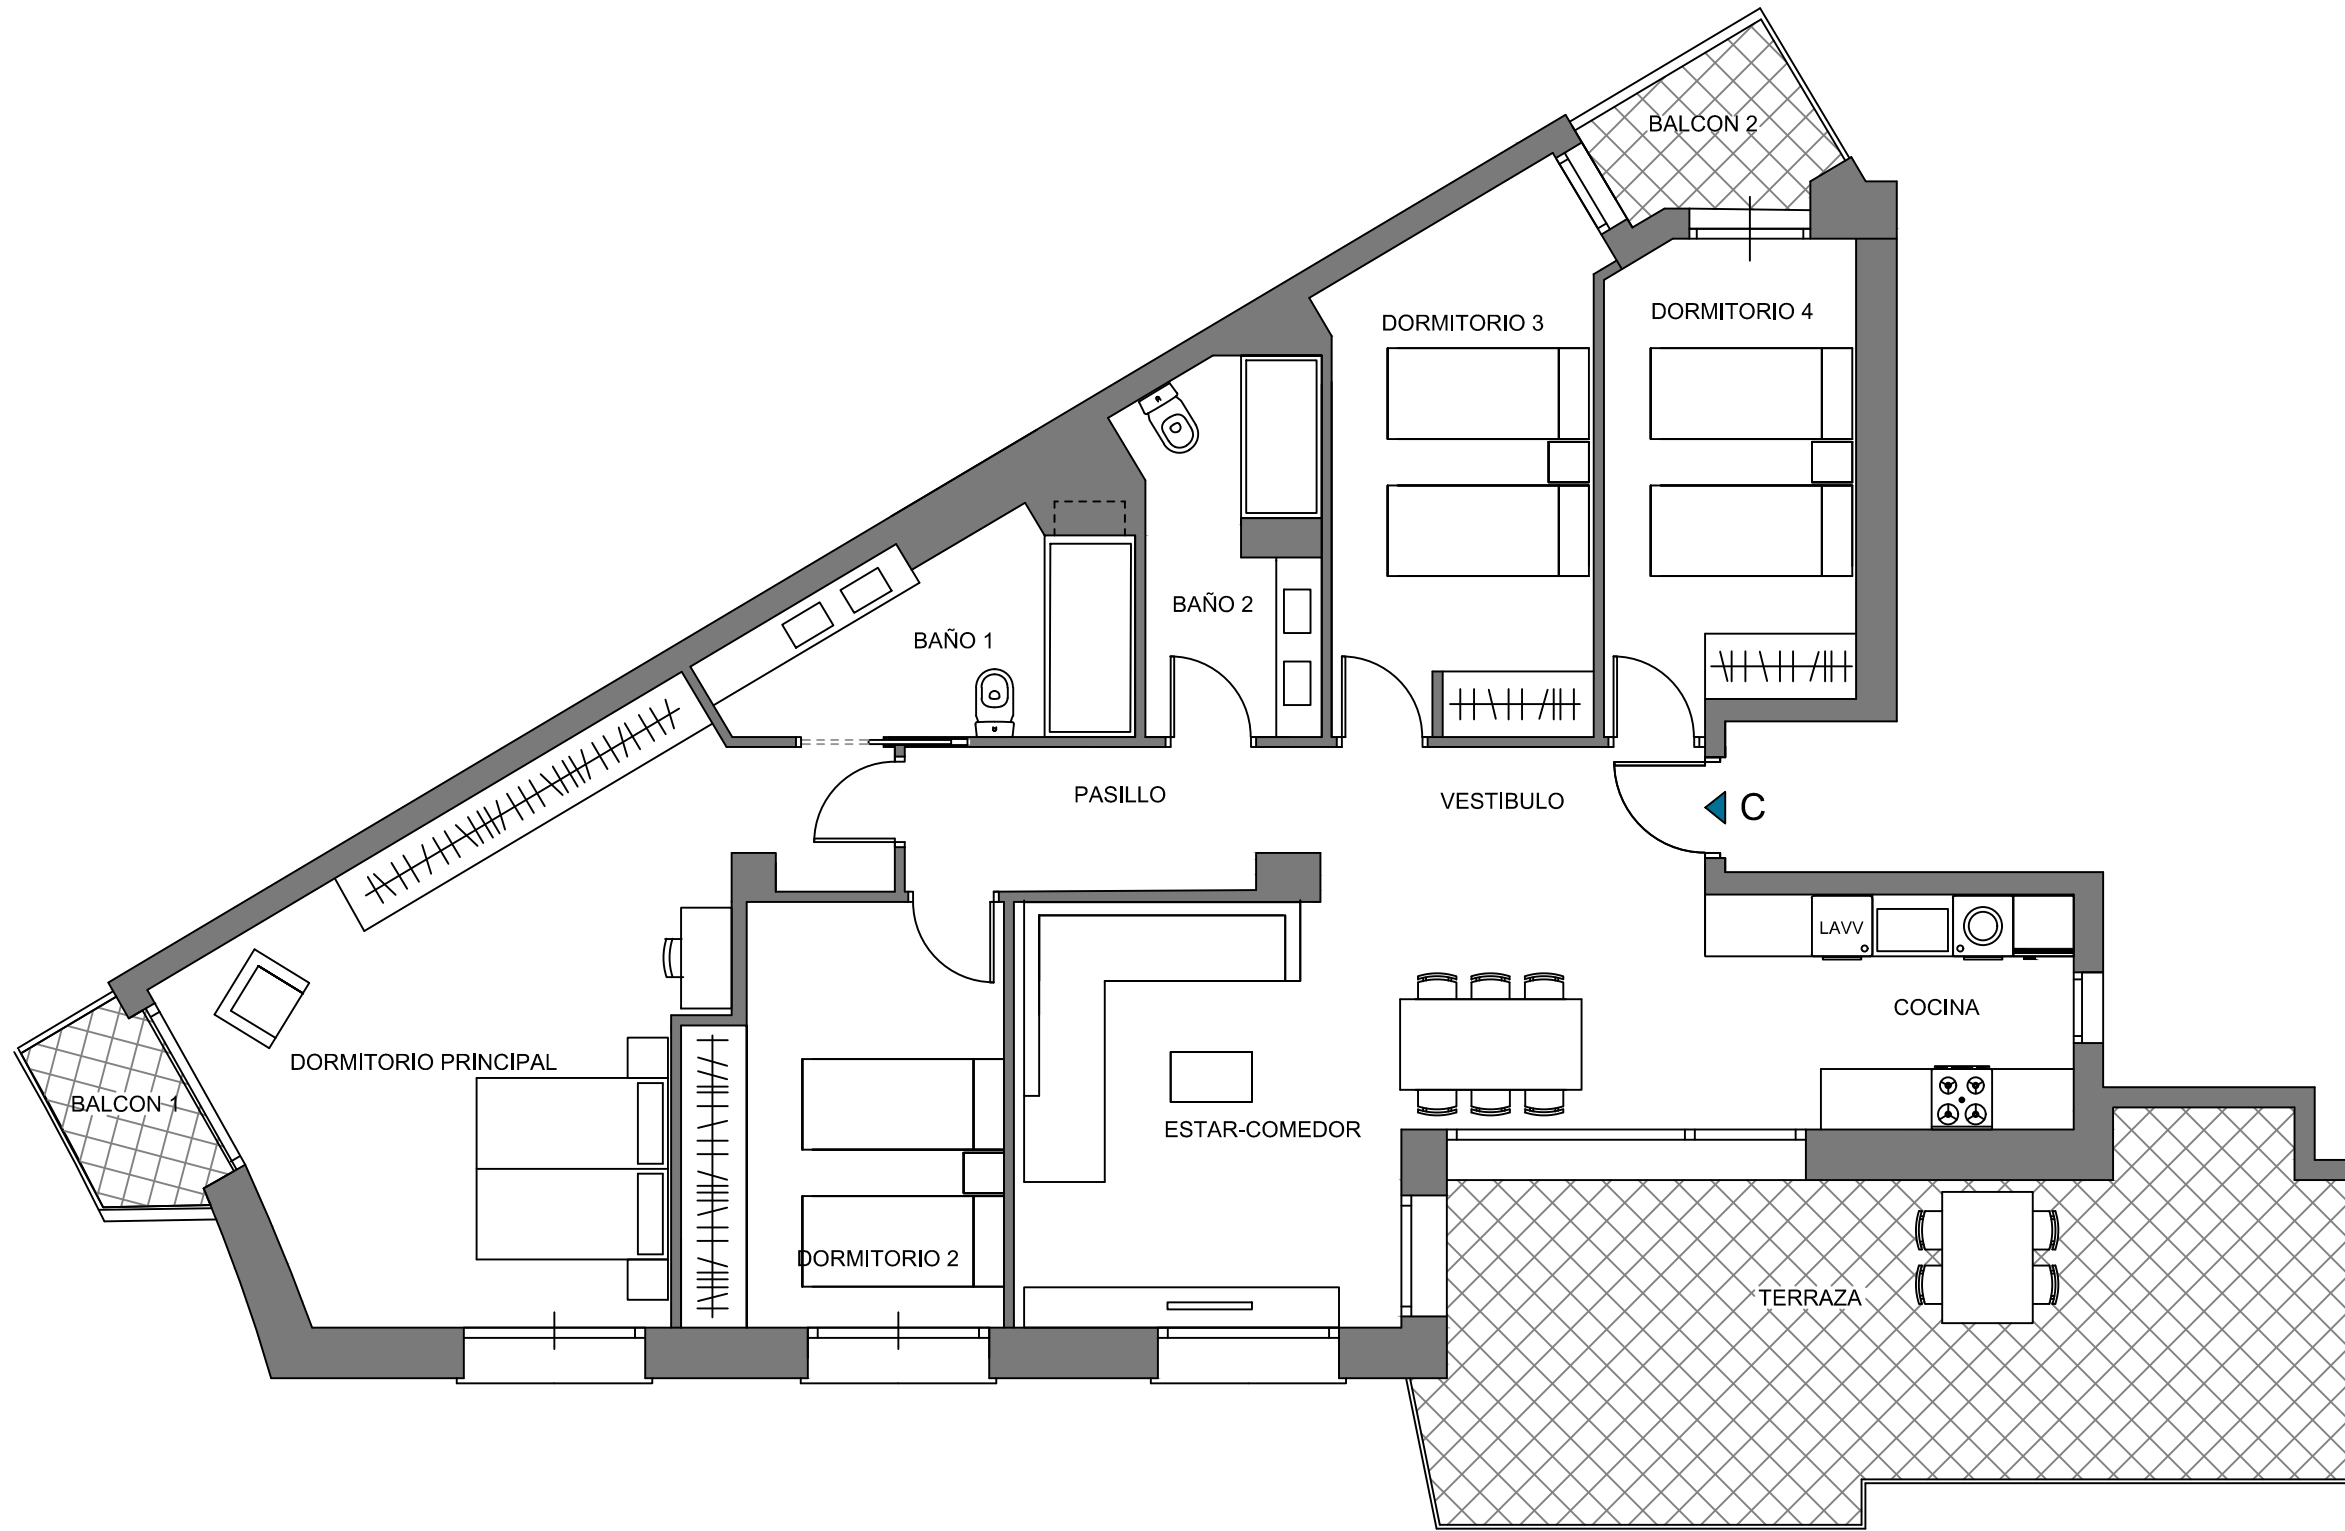 BALCON 2
DORMITORIO 3
DORMITORIO 4
BAÑO 2
BAÑO 1
PASILLO
VESTIBULO
C
LAVV
COCINA
DORMITORIO PRINCIPAL
BALCON 1
ESTAR-COMEDOR
DORMITORIO 2
TERRAZA